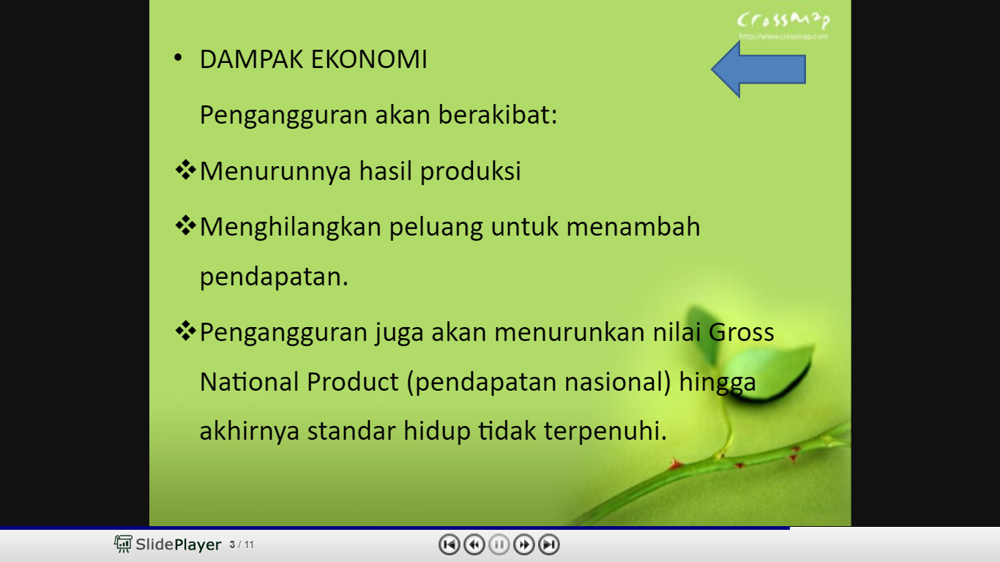 crossmap
http://www.crossmap.com
• DAMPAK EKONOMI
Pengangguran akan berakibat:
❖Menurunnya hasil produksi
❖Menghilangkan peluang untuk menambah
pendapatan.
❖Pengangguran juga akan menurunkan nilai Gross
National Product (pendapatan nasional) hingga
akhirnya standar hidup tidak terpenuhi.
SlidePlayer 3 / 11